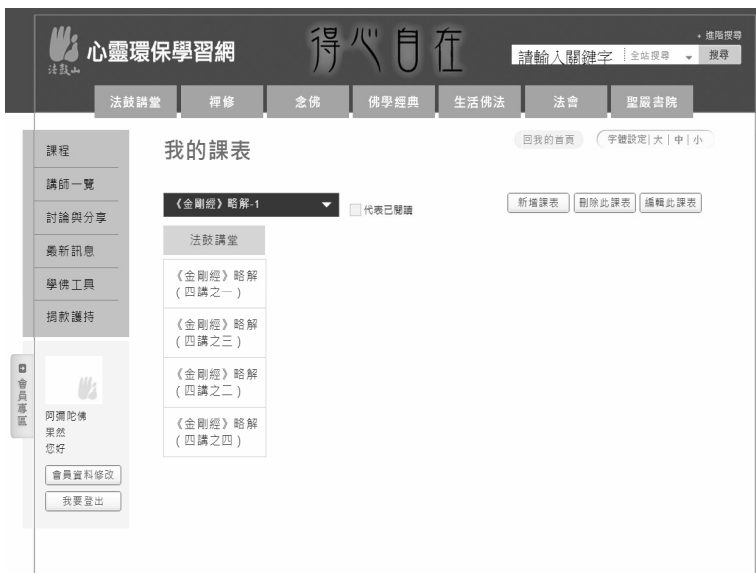 法鼓山
心靈環保學習網
得心自在
+ 進階搜尋
請輸入關鍵字
全站搜尋
搜尋
法鼓講堂
禪修
念佛
佛學經典
生活佛法
法會
聖嚴書院
課程
講師一覽
討論與分享
最新訊息
學佛工具
捐款護持
我的課表
回我的首頁
字體設定| 大 | 中 | 小
《金剛經》略解-1
代表已閱讀
新增課表
刪除此課表
編輯此課表
法鼓講堂
《金剛經》略解
(四講之一)
《金剛經》略解
(四講之三)
《金剛經》略解
(四講之二)
《金剛經》略解
(四講之四)
會員專區
阿彌陀佛
果然
您好
會員資料修改
我要登出